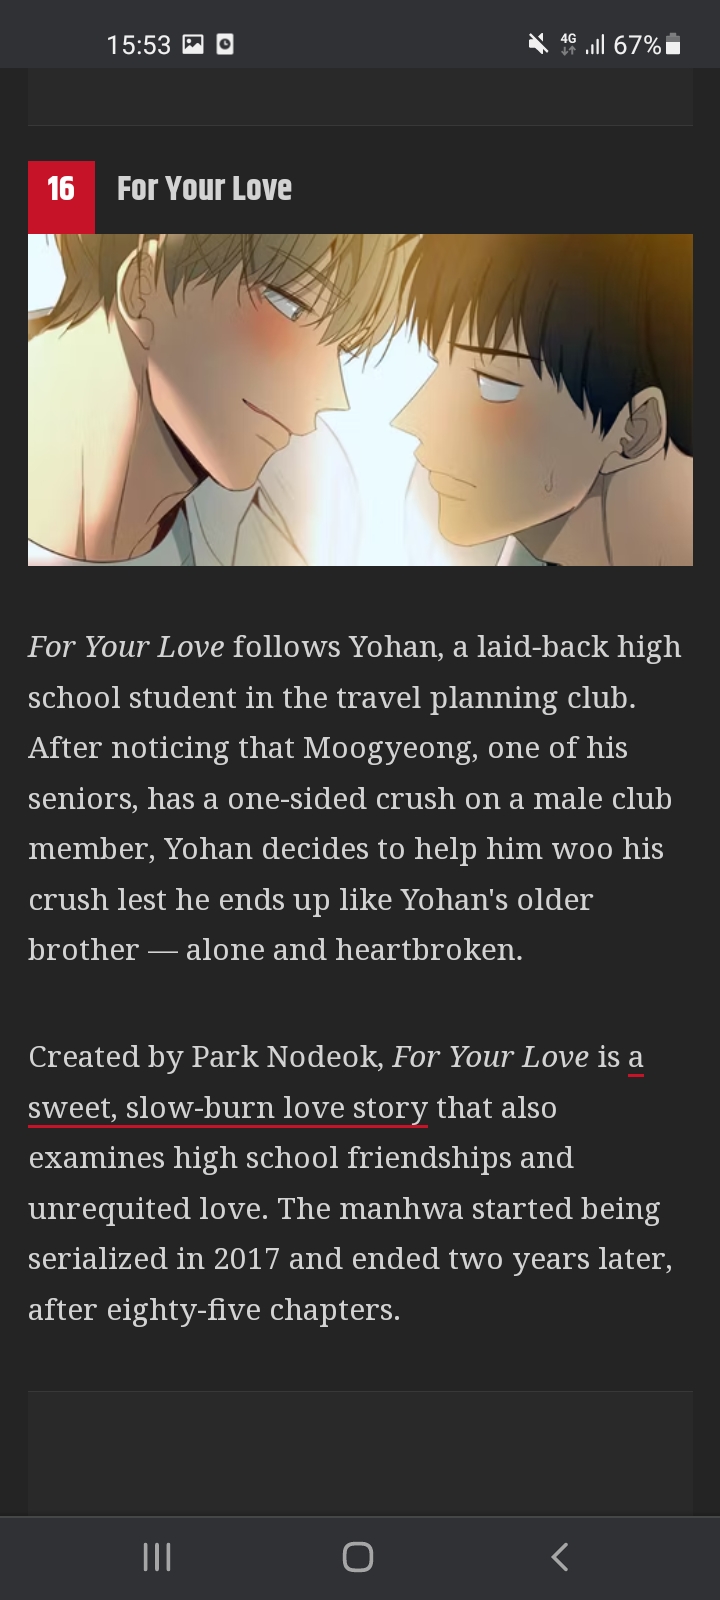 15:53
4G
67%
16
For Your Love
For Your Love follows Yohan, a laid-back high
school student in the travel planning club.
After noticing that Moogyeong, one of his
seniors, has a one-sided crush on a male club
member, Yohan decides to help him woo his
crush lest he ends up like Yohan's older
brother — alone and heartbroken.
Created by Park Nodeok, For Your Love is a
sweet, slow-burn love story that also
examines high school friendships and
unrequited love. The manhwa started being
serialized in 2017 and ended two years later,
after eighty-five chapters.